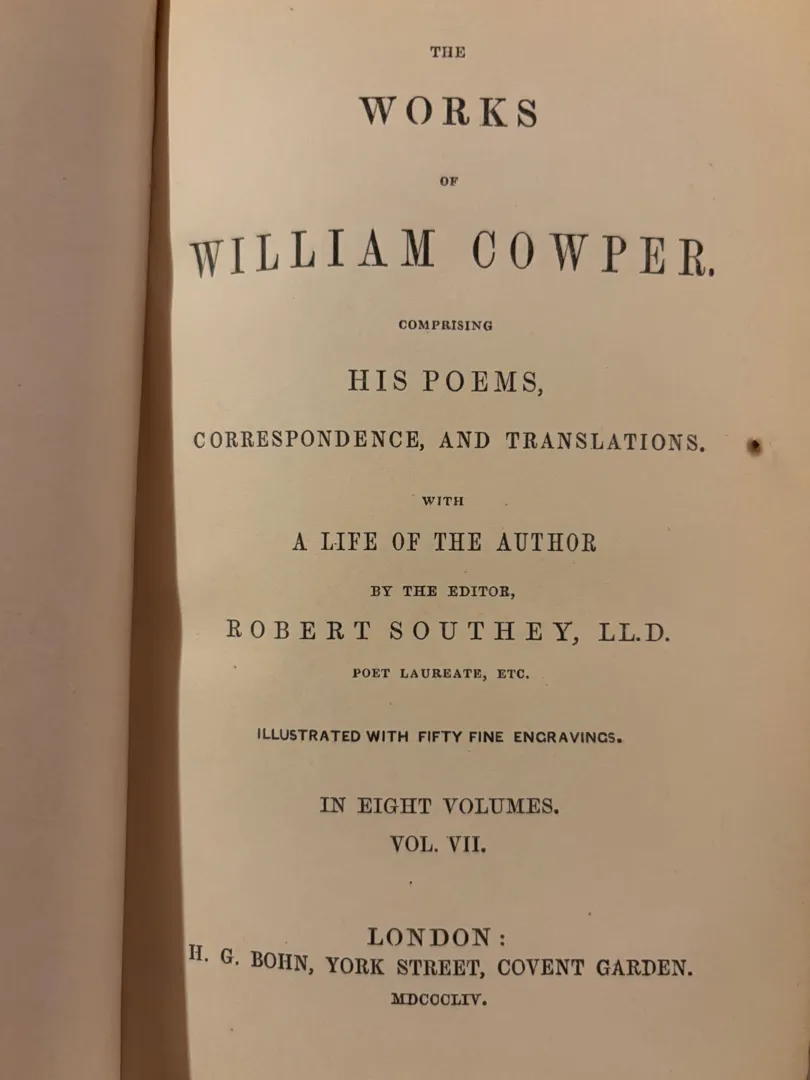 THE
WORKS
OF
WILLIAM COWPER.
COMPRISING
HIS POEMS,
CORRESPONDENCE, AND TRANSLATIONS.
WITH
A LIFE OF THE AUTHOR
BY THE EDITOR,
ROBERT SOUTHEY, LL.D.
POET LAUREATE, ETC.
ILLUSTRATED WITH FIFTY FINE ENGRAVINGS.
IN EIGHT VOLUMES.
VOL. VII.
LONDON:
H. G. BOHN, YORK STREET, COVENT GARDEN.
MDCCCLIV.